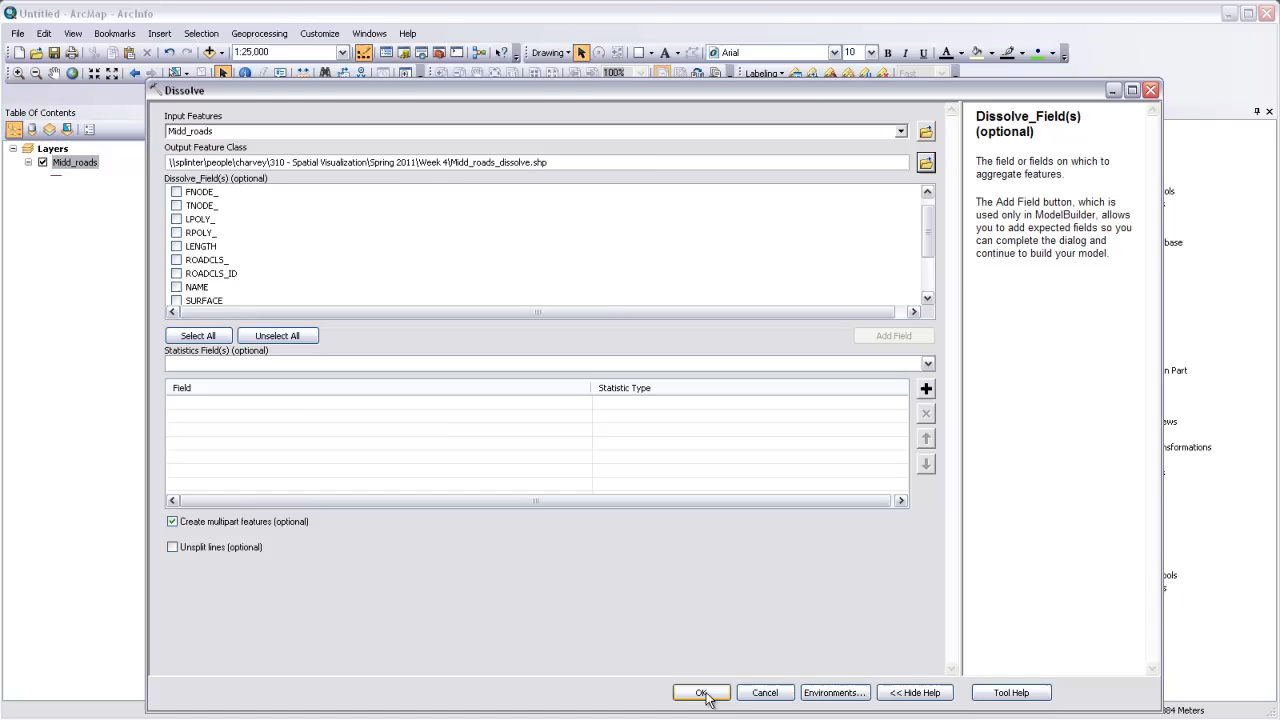 Untitled - ArcMap - ArcInfo
File Edit View Bookmarks Insert Selection Geoprocessing Customize Windows Help
1:25,000 Drawing Arial 10 B I U A
100% Labeling Fast
Table Of Contents
Layers
Midd_roads
Dissolve
Input Features
Midd_roads
Output Feature Class
\\splinter\people\charvey\310 - Spatial Visualization\Spring 2011\Week 4\Midd_roads_dissolve.shp
Dissolve_Field(s) (optional)
FNODE_
TNODE_
LPOLY_
RPOLY_
LENGTH
ROADCLS_
ROADCLS_ID
NAME
SURFACE
Select All Unselect All Add Field
Statistics Field(s) (optional)
Field Statistic Type
Create multipart features (optional)
Unsplit lines (optional)
OK Cancel Environments... << Hide Help Tool Help
Dissolve_Field(s)
(optional)
The field or fields on which to
aggregate features.
The Add Field button, which is
used only in ModelBuilder, allows
you to add expected fields so you
can complete the dialog and
continue to build your model.
ols
base
n Part
aws
nsformations
ools
384 Meters